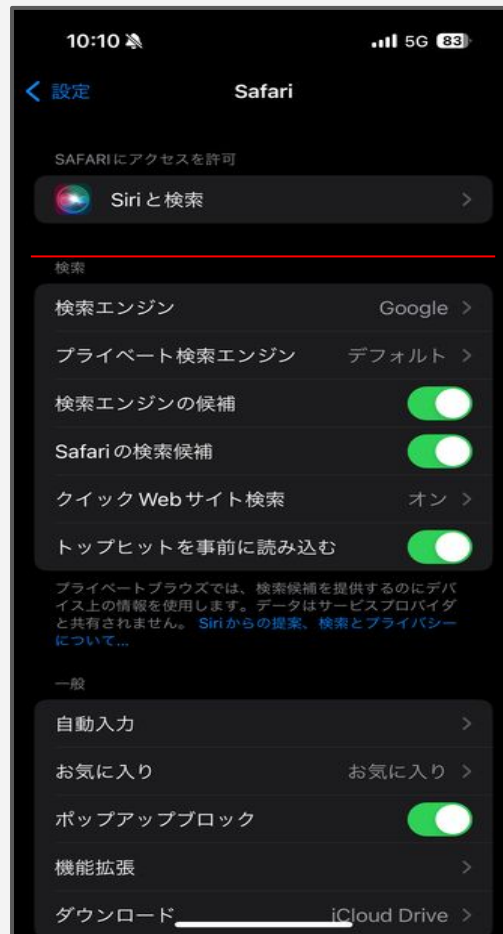 10:10 5G 83
設定 Safari
SAFARIにアクセスを許可
Siriと検索
検索
検索エンジン Google
プライベート検索エンジン デフォルト
検索エンジンの候補
Safariの検索候補
クイックWebサイト検索 オン
トップヒットを事前に読み込む
プライベートブラウズでは、検索候補を提供するのにデバ
イス上の情報を使用します。データはサービスプロバイダ
と共有されません。 Siriからの提案、検索とプライバシー
について...
一般
自動入力
お気に入り お気に入り
ポップアップブロック
機能拡張
ダウンロード iCloud Drive